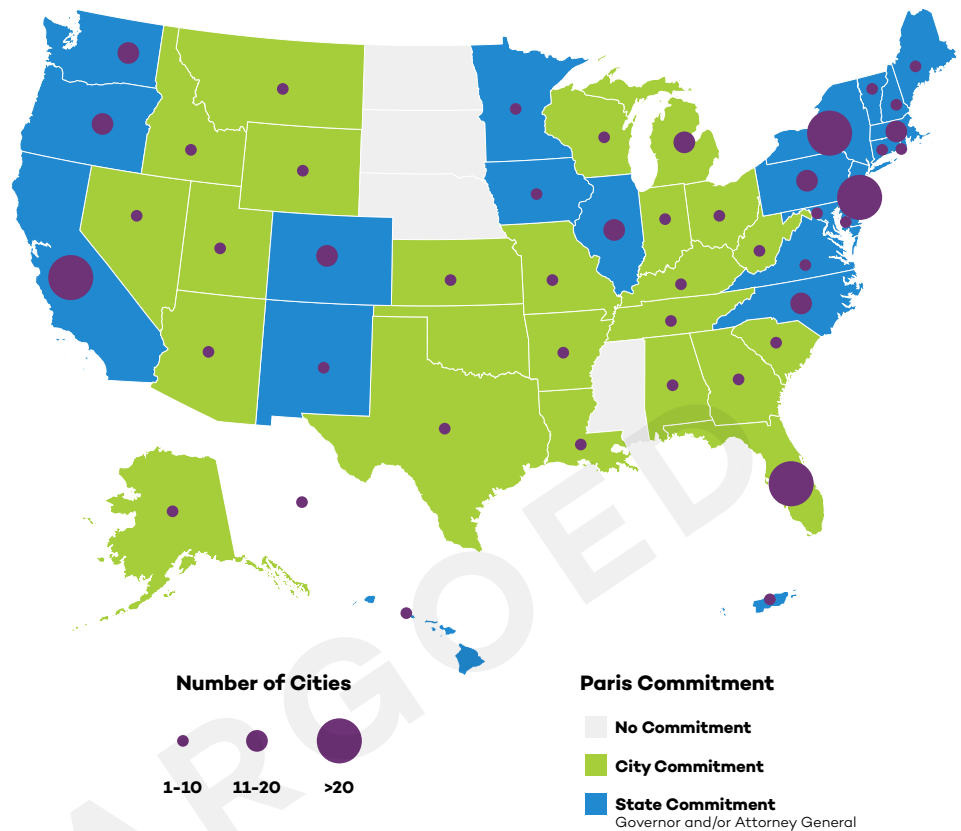 Number of Cities
1-10 11-20 >20
Paris Commitment
No Commitment
City Commitment
State Commitment
Governor and/or Attorney General
ARGOED